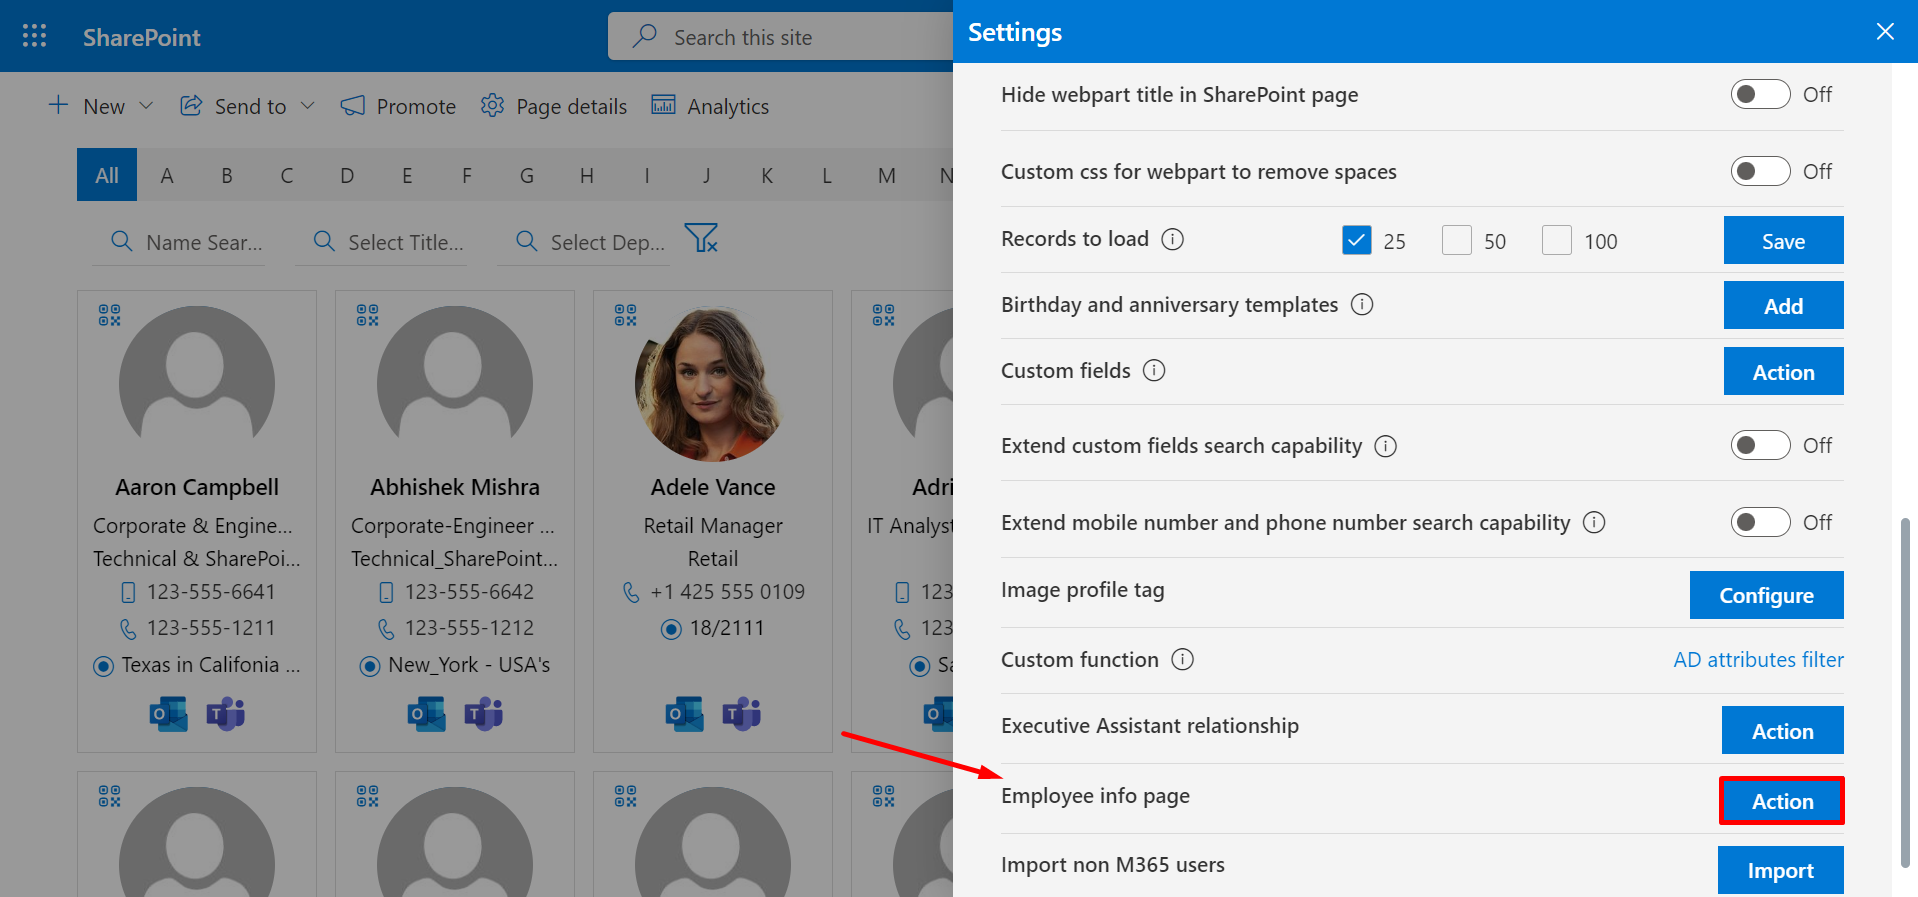 SharePoint
Search this site
New
Send to
Promote
Page details
Analytics
All A B C D E F G H I J K L M N
Name Sear...
Select Title...
Select Dep...
Aaron Campbell
Corporate & Engine...
Technical & SharePoi...
123-555-6641
123-555-1211
Texas in Califonia ...
Abhishek Mishra
Corporate-Engineer ...
Technical_SharePoint...
123-555-6642
123-555-1212
New_York - USA's
Adele Vance
Retail Manager
Retail
+1 425 555 0109
18/2111
Adri
IT Analyst
123
123
Sa
Settings
Hide webpart title in SharePoint page
Off
Custom css for webpart to remove spaces
Off
Records to load
25
50
100
Save
Birthday and anniversary templates
Add
Custom fields
Action
Extend custom fields search capability
Off
Extend mobile number and phone number search capability
Off
Image profile tag
Configure
Custom function
AD attributes filter
Executive Assistant relationship
Action
Employee info page
Action
Import non M365 users
Import